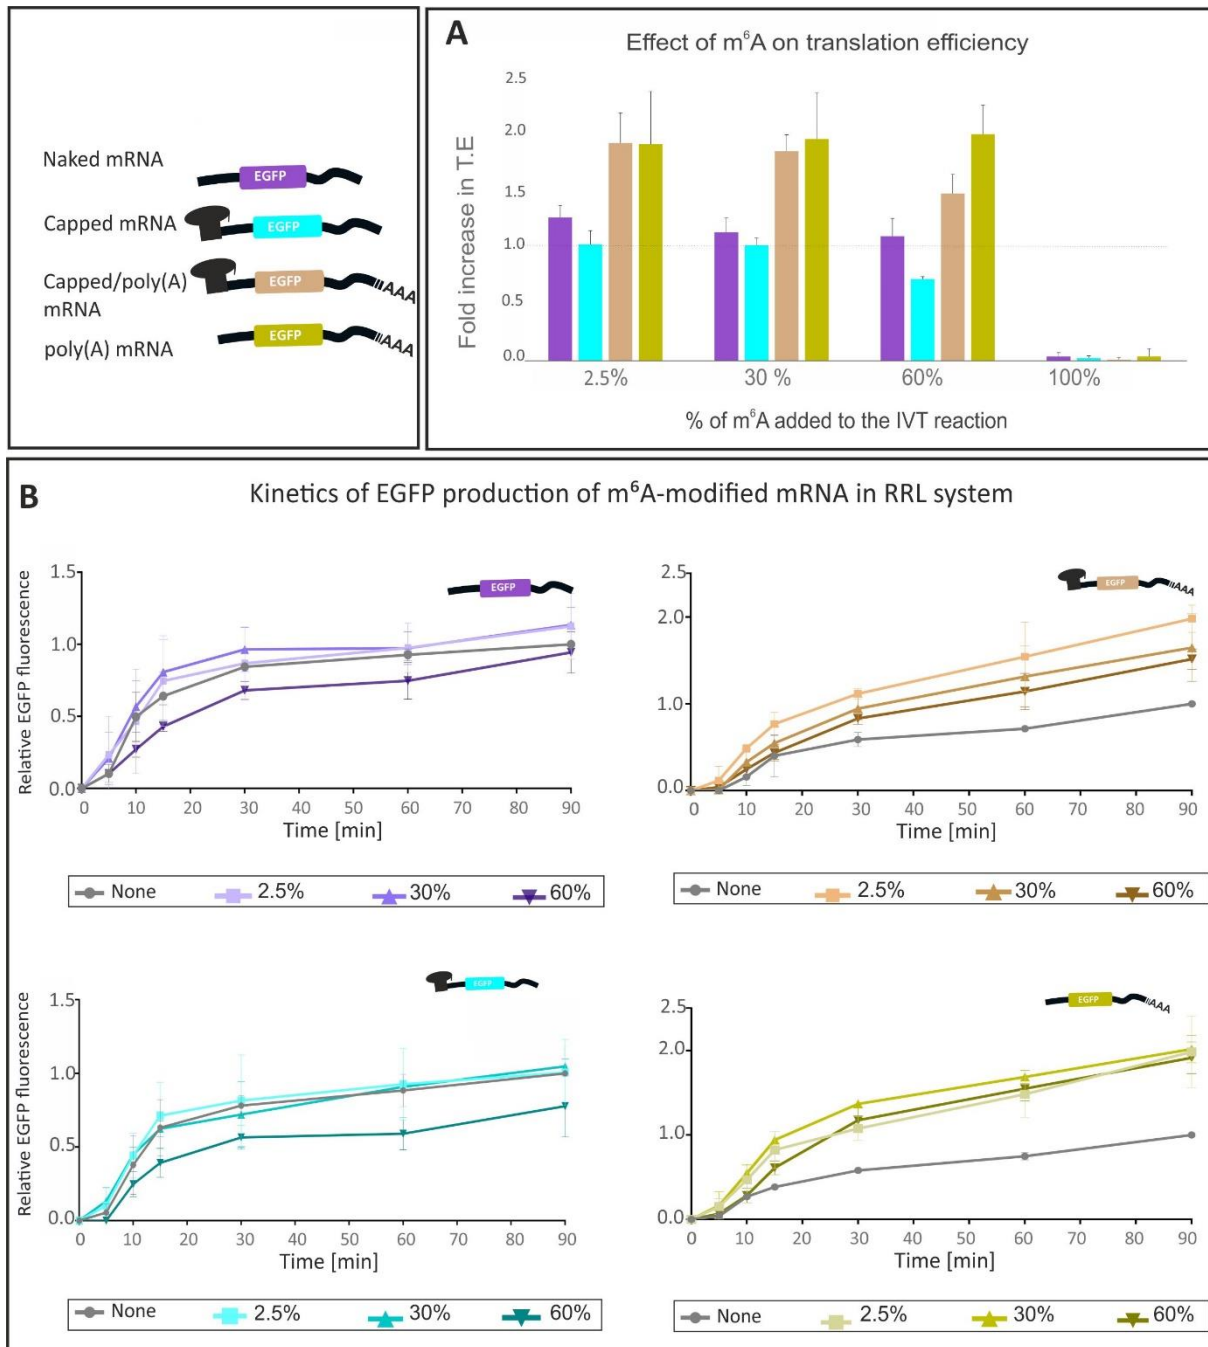 Naked mRNA
EGFP
Capped mRNA
EGFP
Capped/poly(A)
mRNA
EGFP
AAA
poly(A) mRNA
EGFP
AAA
A
Effect of m⁶A on translation efficiency
Fold increase in T.E
2.5
2.0
1.5
1.0
0.5
0.0
2.5% 30 % 60% 100%
% of m⁶A added to the IVT reaction
B
Kinetics of EGFP production of m⁶A-modified mRNA in RRL system
EGFP
Relative EGFP fluorescence
1.5
1.0
0.5
0.0
0 10 20 30 40 50 60 70 80 90
Time [min]
None 2.5% 30% 60%
EGFP
AAA
2.5
2.0
1.0
0.0
0 10 20 30 40 50 60 70 80 90
Time [min]
None 2.5% 30% 60%
EGFP
Relative EGFP fluorescence
1.5
1.0
0.5
0.0
0 10 20 30 40 50 60 70 80 90
Time [min]
None 2.5% 30% 60%
EGFP
AAA
2.5
2.0
1.0
0.0
0 10 20 30 40 50 60 70 80 90
Time [min]
None 2.5% 30% 60%